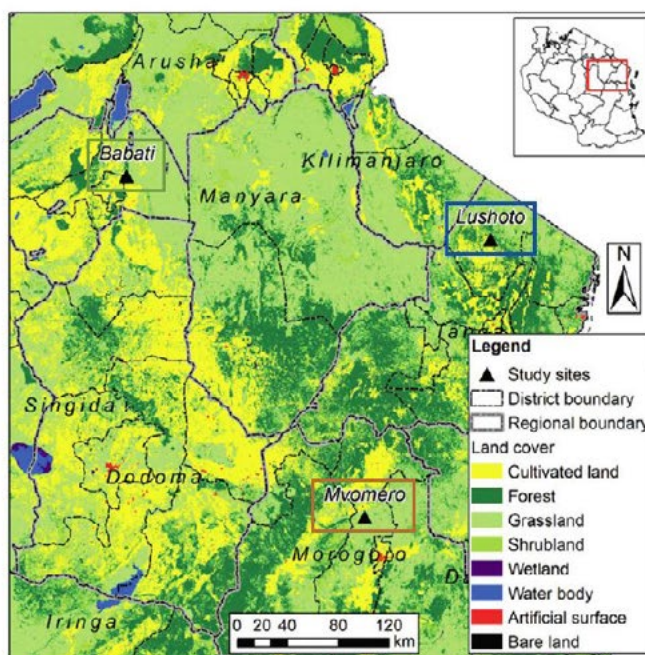 Arusha
Babati
Kilimanjaro
Manyara
Lushoto
N
Legend
Study sites
District boundary
Regional boundary
Land cover
Cultivated land
Forest
Grassland
Shrubland
Wetland
Water body
Artificial surface
Bare land
Singida
Dodoma
Mvomero
Morogoro
Iringa
0 20 40 80 120
km